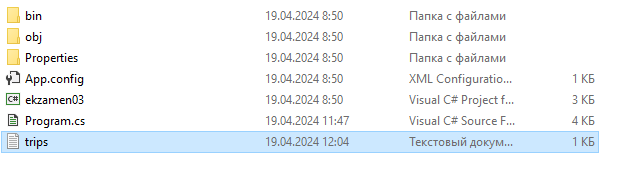 bin 19.04.2024 8:50 Папка с файлами
obj 19.04.2024 8:50 Папка с файлами
Properties 19.04.2024 8:50 Папка с файлами
App.config 19.04.2024 8:50 XML Configuratio... 1 КБ
ekzamen03 19.04.2024 8:50 Visual C# Project f... 3 КБ
Program.cs 19.04.2024 11:47 Visual C# Source F... 4 КБ
trips 19.04.2024 12:04 Текстовый докум... 1 КБ